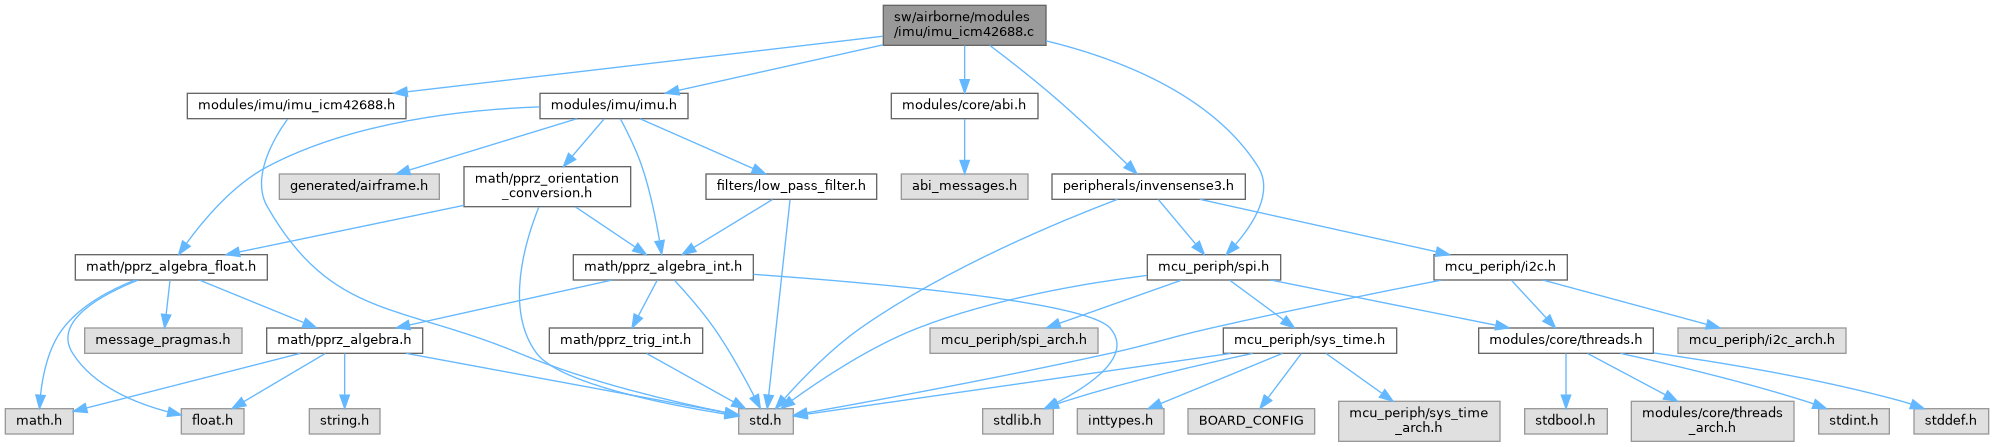 sw/airborne/modules
/imu/imu_icm42688.c
modules/imu/imu_icm42688.h
modules/imu/imu.h
modules/core/abi.h
generated/airframe.h
math/pprz_orientation
_conversion.h
filters/low_pass_filter.h
abi_messages.h
peripherals/invensense3.h
math/pprz_algebra_float.h
math/pprz_algebra_int.h
mcu_periph/spi.h
mcu_periph/i2c.h
message_pragmas.h
math/pprz_algebra.h
math/pprz_trig_int.h
mcu_periph/spi_arch.h
mcu_periph/sys_time.h
modules/core/threads.h
mcu_periph/i2c_arch.h
math.h
float.h
string.h
std.h
stdlib.h
inttypes.h
BOARD_CONFIG
mcu_periph/sys_time
_arch.h
stdbool.h
modules/core/threads
_arch.h
stdint.h
stddef.h